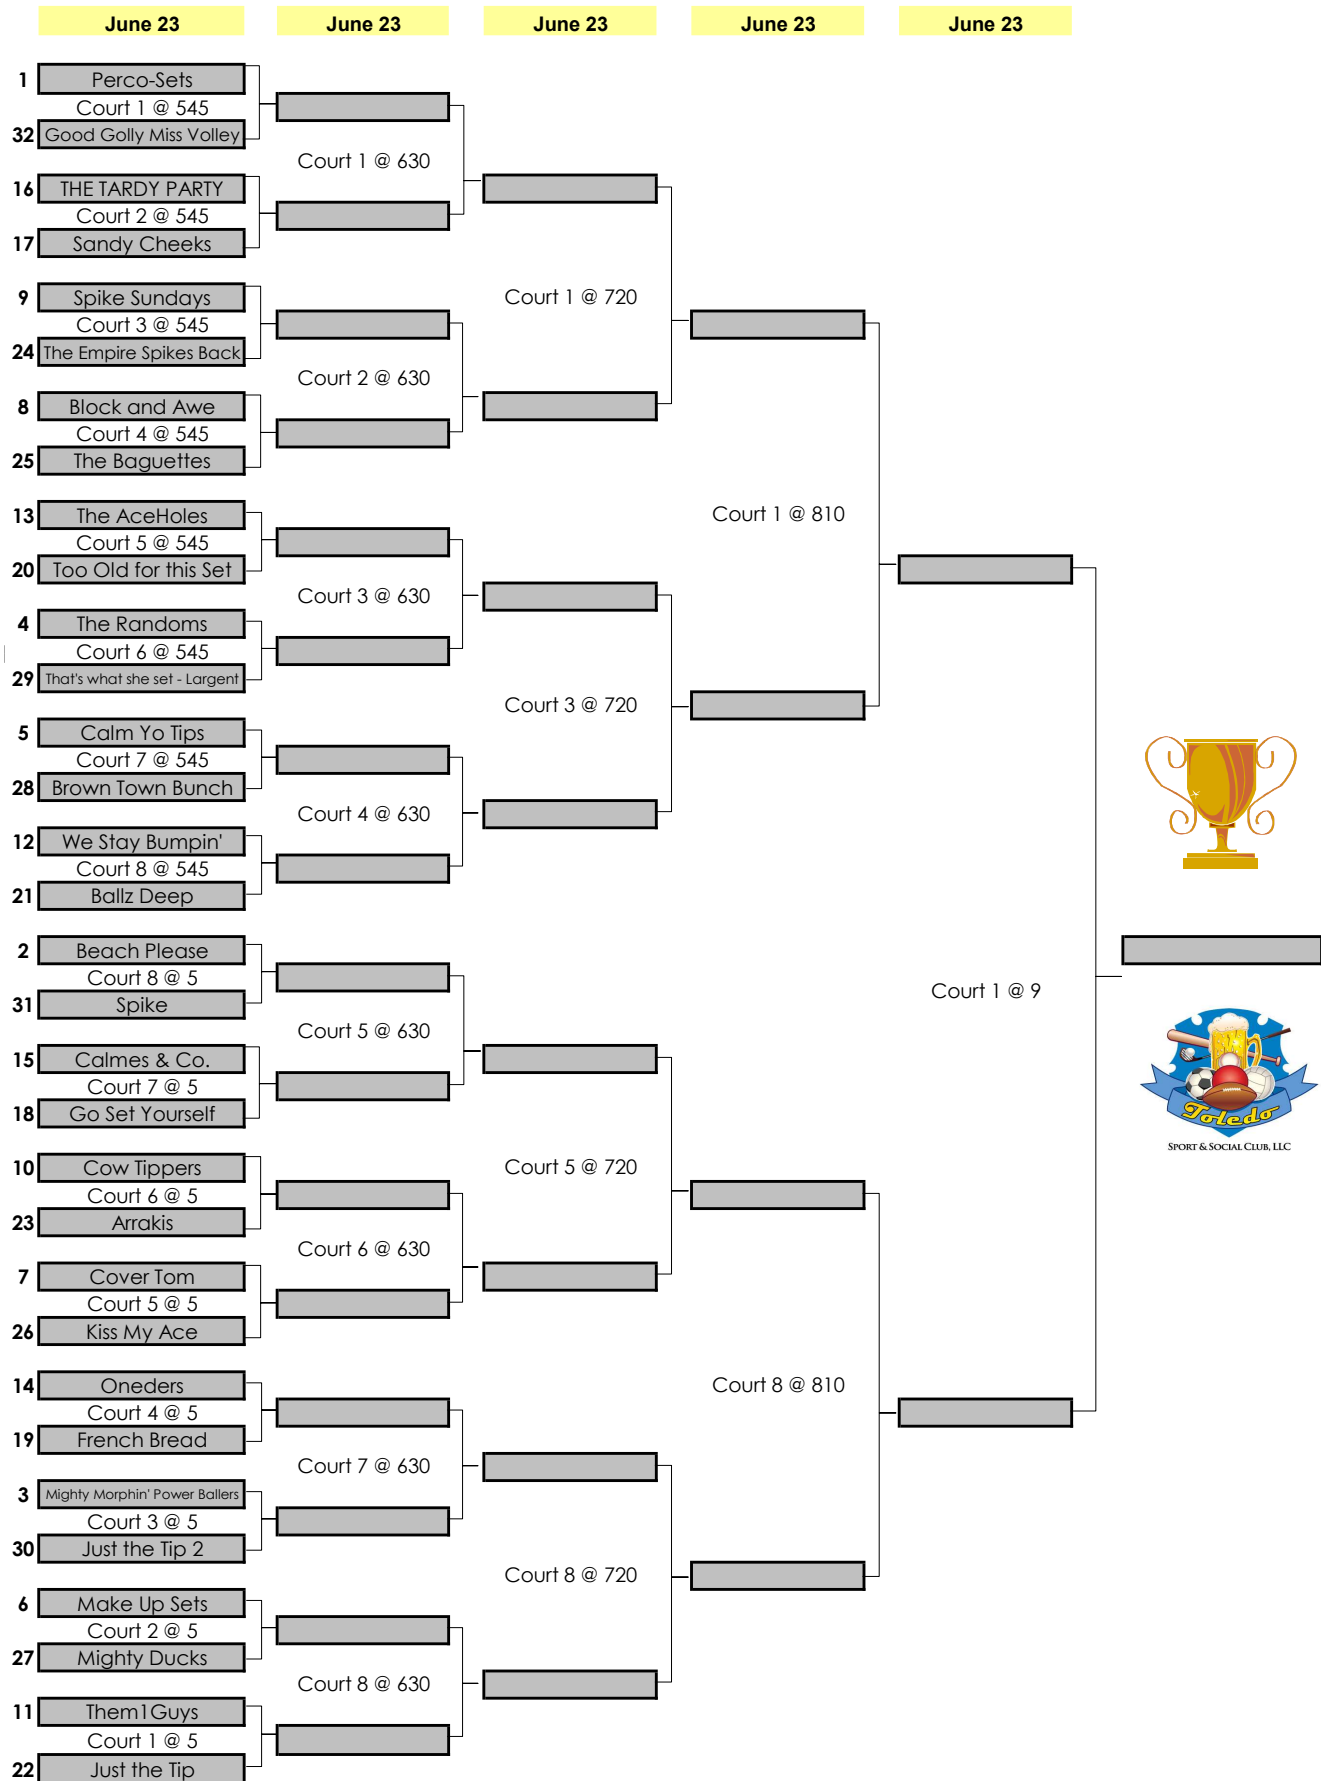 June 23 June 23 June 23 June 23 June 23
1 Perco-Sets
Court 1 @ 545
32 Good Golly Miss Volley
Court 1 @ 630
16 THE TARDY PARTY
Court 2 @ 545
17 Sandy Cheeks
9 Spike Sundays
Court 1 @ 720
Court 3 @ 545
24 The Empire Spikes Back
Court 2 @ 630
8 Block and Awe
Court 4 @ 545
25 The Baguettes
13 The AceHoles
Court 1 @ 810
Court 5 @ 545
20 Too Old for this Set
Court 3 @ 630
4 The Randoms
Court 6 @ 545
29 That's what she set - Largent
Court 3 @ 720
5 Calm Yo Tips
Court 7 @ 545
28 Brown Town Bunch
Court 4 @ 630
12 We Stay Bumpin'
Court 8 @ 545
21 Ballz Deep
2 Beach Please
Court 8 @ 5
Court 1 @ 9
31 Spike
Court 5 @ 630
15 Calmes & Co.
Court 7 @ 5
18 Go Set Yourself
Toledo
SPORT & SOCIAL CLUB, LLC
10 Cow Tippers
Court 5 @ 720
Court 6 @ 5
23 Arrakis
Court 6 @ 630
7 Cover Tom
Court 5 @ 5
26 Kiss My Ace
14 Oneders
Court 8 @ 810
Court 4 @ 5
19 French Bread
Court 7 @ 630
3 Mighty Morphin' Power Ballers
Court 3 @ 5
30 Just the Tip 2
Court 8 @ 720
6 Make Up Sets
Court 2 @ 5
27 Mighty Ducks
Court 8 @ 630
11 Them1Guys
Court 1 @ 5
22 Just the Tip